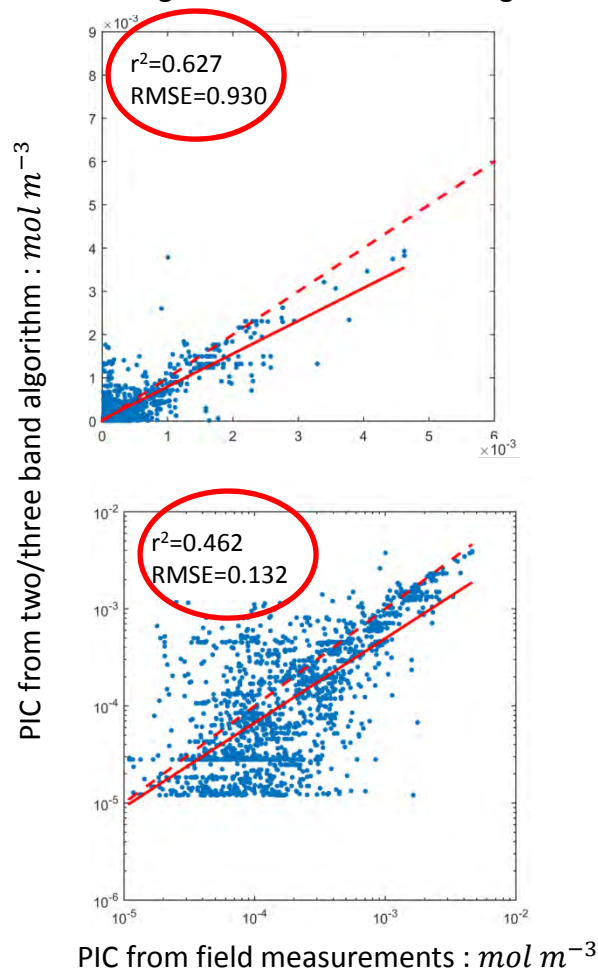 ×10⁻³
9
8
7
6
5
4
3
2
1
0
r²=0.627
RMSE=0.930
0 1 2 3 4 5 6
×10⁻³
PIC from two/three band algorithm : mol m⁻³
10⁻²
10⁻³
10⁻⁴
10⁻⁵
10⁻⁶
r²=0.462
RMSE=0.132
10⁻⁵ 10⁻⁴ 10⁻³ 10⁻²
PIC from field measurements : mol m⁻³